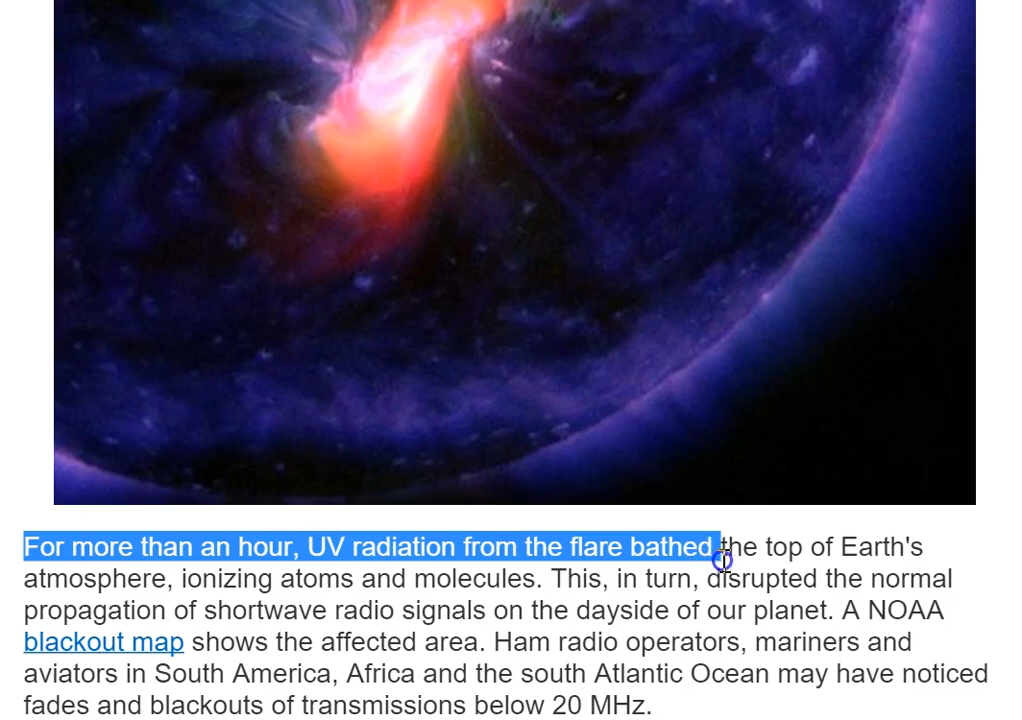 For more than an hour, UV radiation from the flare bathed the top of Earth's
atmosphere, ionizing atoms and molecules. This, in turn, disrupted the normal
propagation of shortwave radio signals on the dayside of our planet. A NOAA
blackout map shows the affected area. Ham radio operators, mariners and
aviators in South America, Africa and the south Atlantic Ocean may have noticed
fades and blackouts of transmissions below 20 MHz.